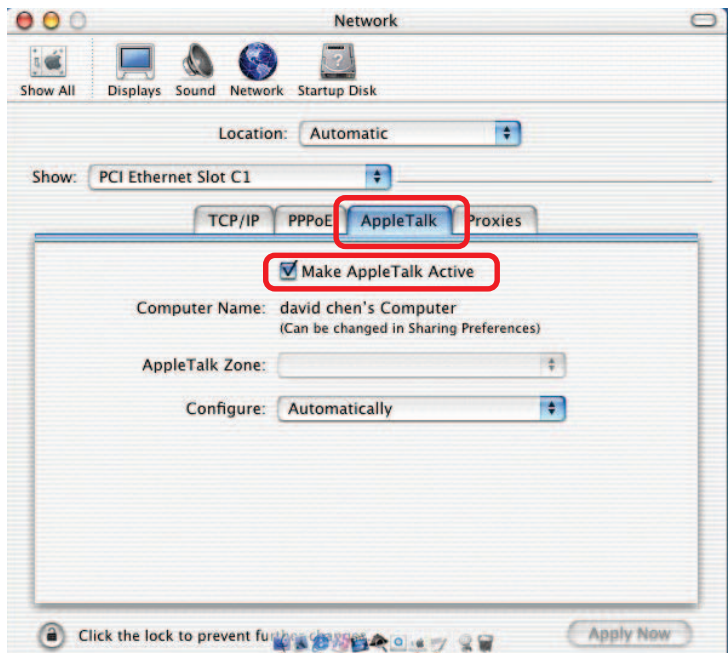 Network
Show All Displays Sound Network Startup Disk
Location: Automatic
Show: PCI Ethernet Slot C1
TCP/IP PPPoE AppleTalk Proxies
Make AppleTalk Active
Computer Name: david chen's Computer
(Can be changed in Sharing Preferences)
AppleTalk Zone:
Configure: Automatically
Click the lock to prevent
Apply Now